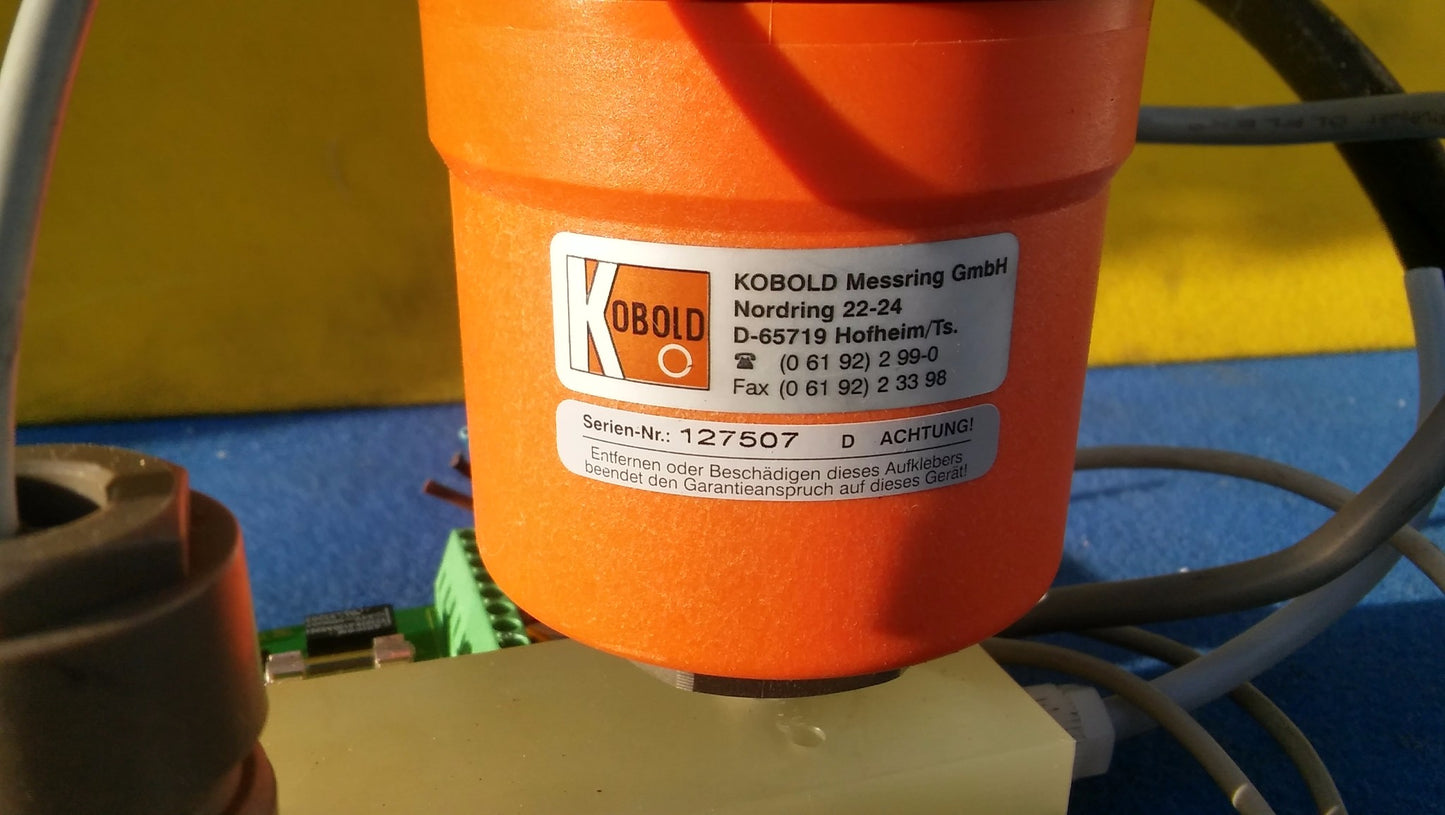 KOBOLD
KOBOLD Messring GmbH
Nordring 22-24
D-65719 Hofheim/Ts.
☎ (0 61 92) 2 99-0
Fax (0 61 92) 2 33 98
Serien-Nr.: 127507 D ACHTUNG!
Entfernen oder Beschädigen dieses Aufklebers
beendet den Garantieanspruch auf dieses Gerät!